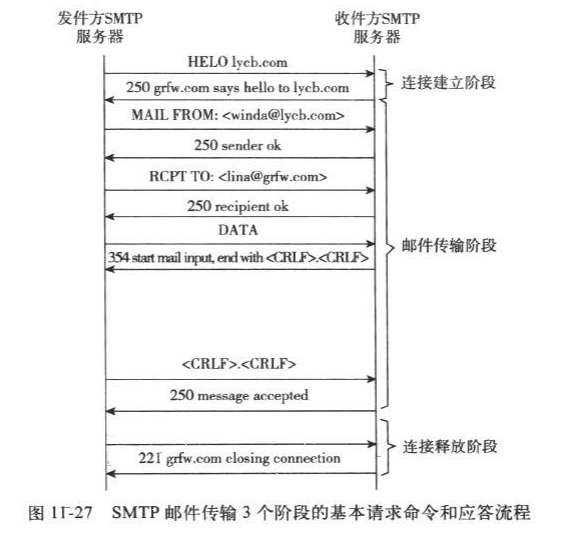 发件方SMTP
服务器
收件方SMTP
服务器
HELO lycb.com
250 grfw.com says hello to lycb.com
连接建立阶段
MAIL FROM: <winda@lycb.com>
250 sender ok
RCPT TO: <lina@grfw.com>
250 recipient ok
DATA
354 start mail input, end with <CRLF>.<CRLF>
邮件传输阶段
<CRLF>.<CRLF>
250 message accepted
221 grfw.com closing connection
连接释放阶段
图 11-27 SMTP 邮件传输 3 个阶段的基本请求命令和应答流程